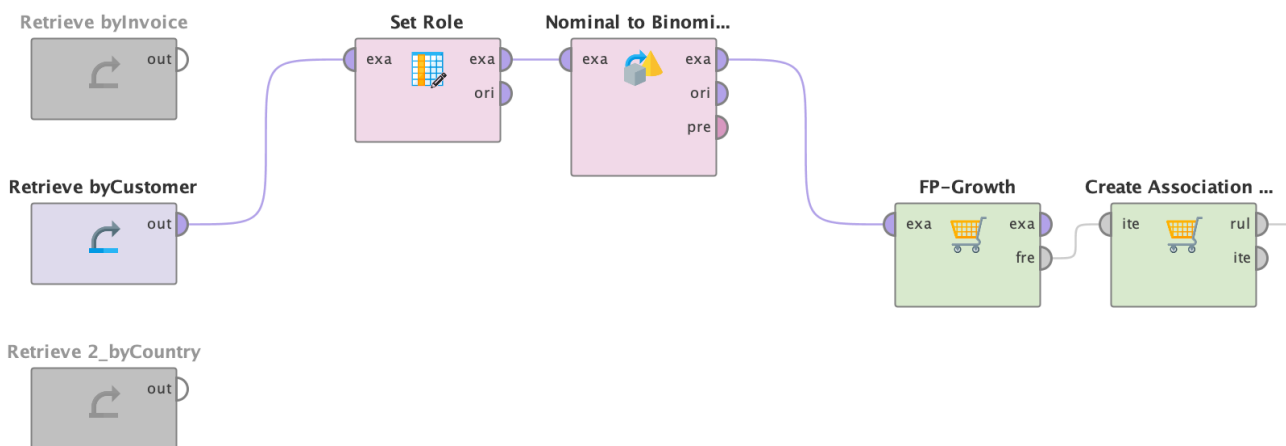 Retrieve byInvoice
out
Set Role
exa
exa
ori
Nominal to Binomi...
exa
exa
ori
pre
Retrieve byCustomer
out
FP-Growth
exa
exa
fre
Create Association ...
ite
rul
ite
Retrieve 2_byCountry
out